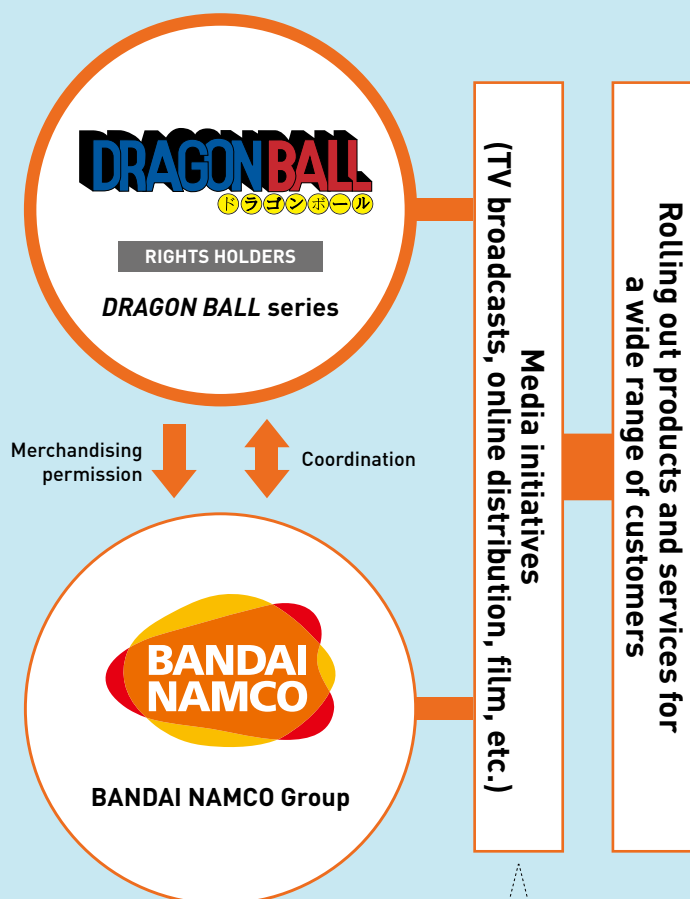 DRAGONBALL
ドラゴンボール
RIGHTS HOLDERS
DRAGON BALL series
Merchandising
permission
Coordination
BANDAI
NAMCO
BANDAI NAMCO Group
Media initiatives
(TV broadcasts, online distribution, film, etc.)
Rolling out products and services for
a wide range of customers